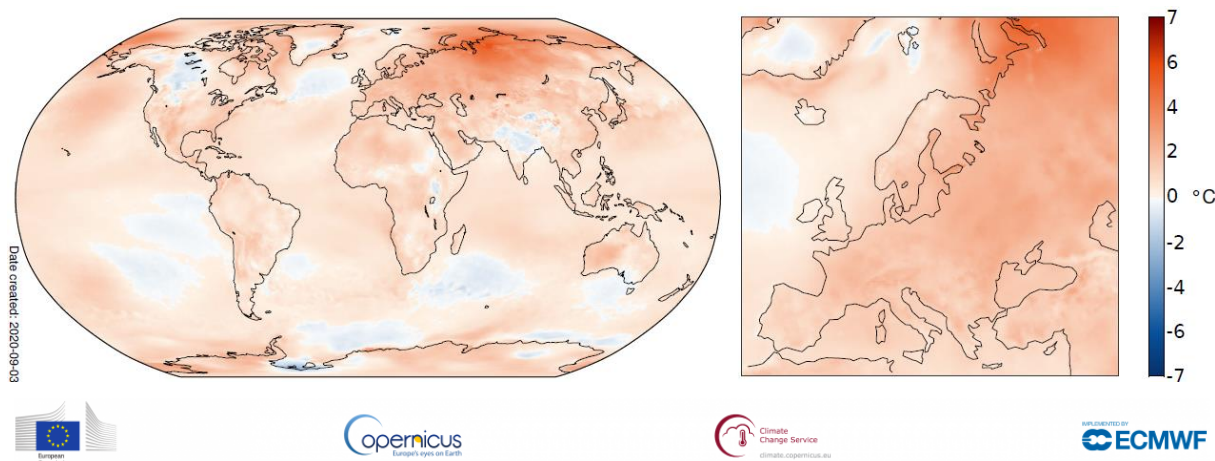 7
6
4
2
0 °C
-2
-4
-6
-7
Date created: 2020-09-03
European
opernicus
Europe's eyes on Earth
Climate
Change Service
climate.copernicus.eu
IMPLEMENTED BY
ECMWF